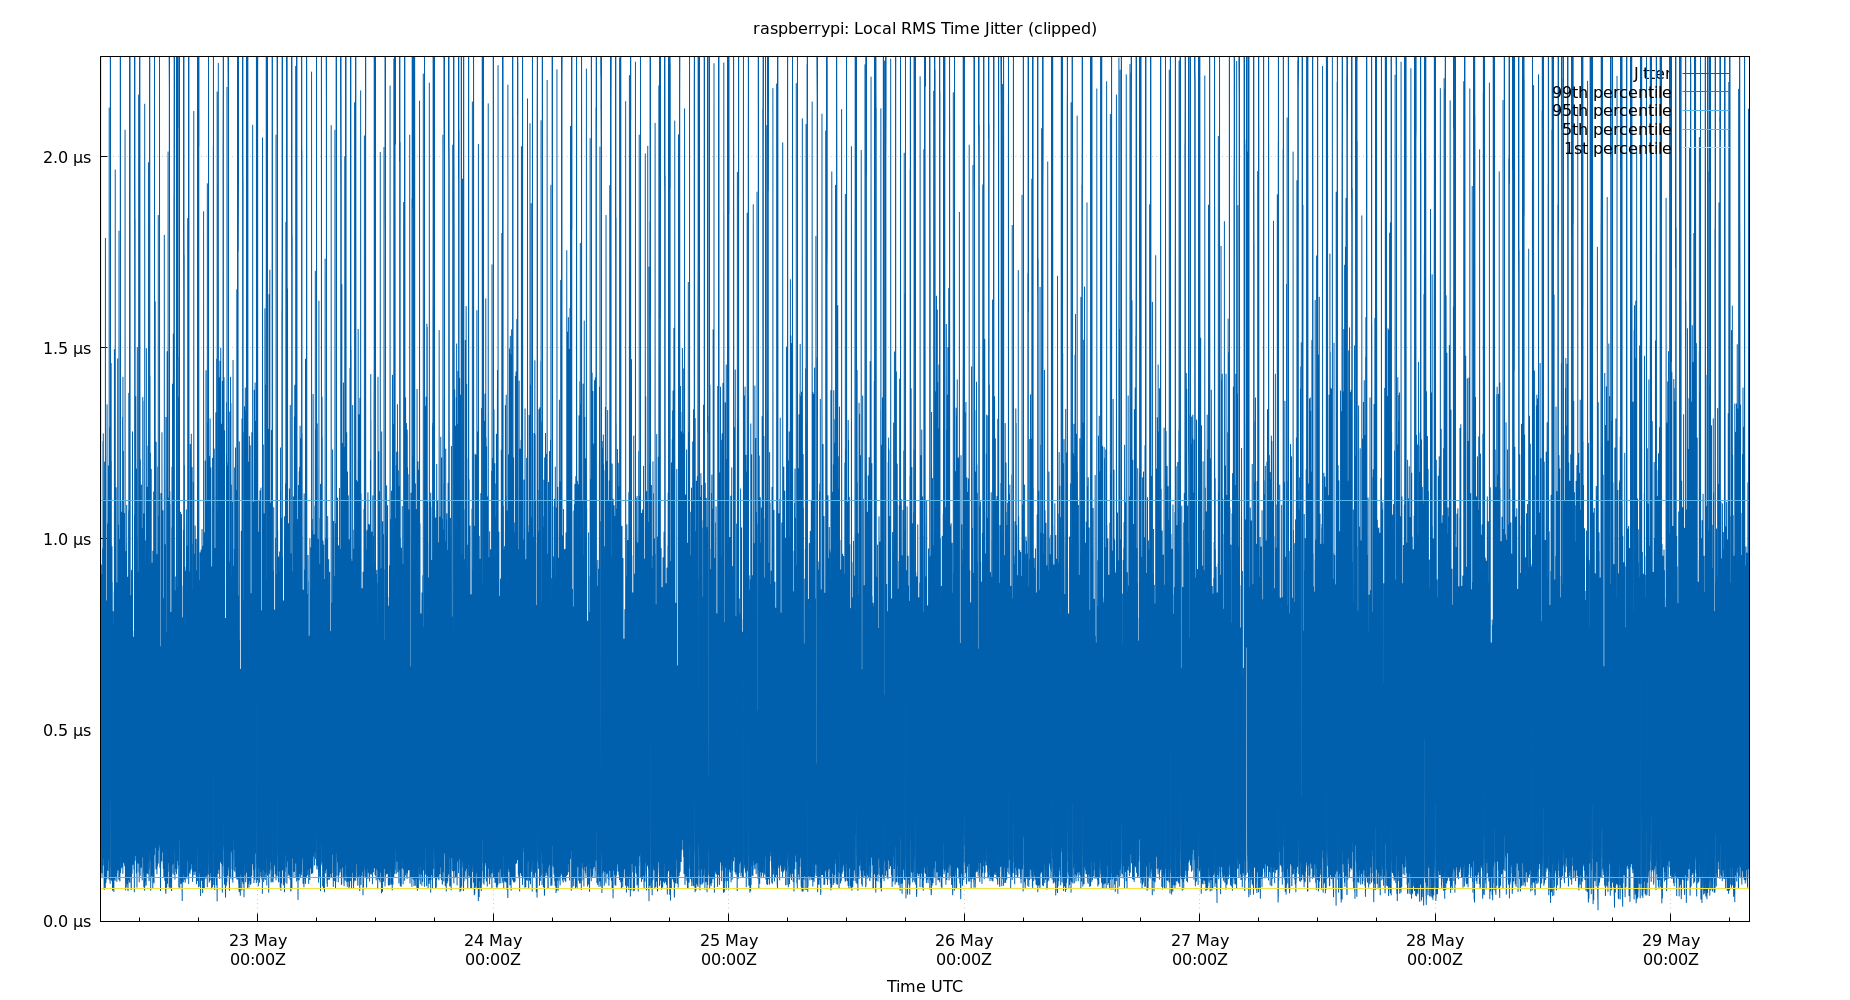 raspberrypi: Local RMS Time Jitter (clipped)
Jitter
99th percentile
95th percentile
5th percentile
1st percentile
2.0 μs
1.5 μs
1.0 μs
0.5 μs
0.0 μs
23 May 24 May 25 May 26 May 27 May 28 May 29 May
00:00Z 00:00Z 00:00Z 00:00Z 00:00Z 00:00Z 00:00Z
Time UTC